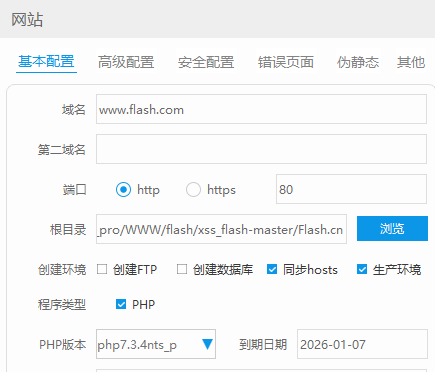 网站
基本配置 高级配置 安全配置 错误页面 伪静态 其他
域名 www.flash.com
第二域名
端口 http https 80
根目录 _pro/WWW/flash/xss_flash-master/Flash.cn 浏览
创建环境 创建FTP 创建数据库 同步hosts 生产环境
程序类型 PHP
PHP版本 php7.3.4nts_p 到期日期 2026-01-07